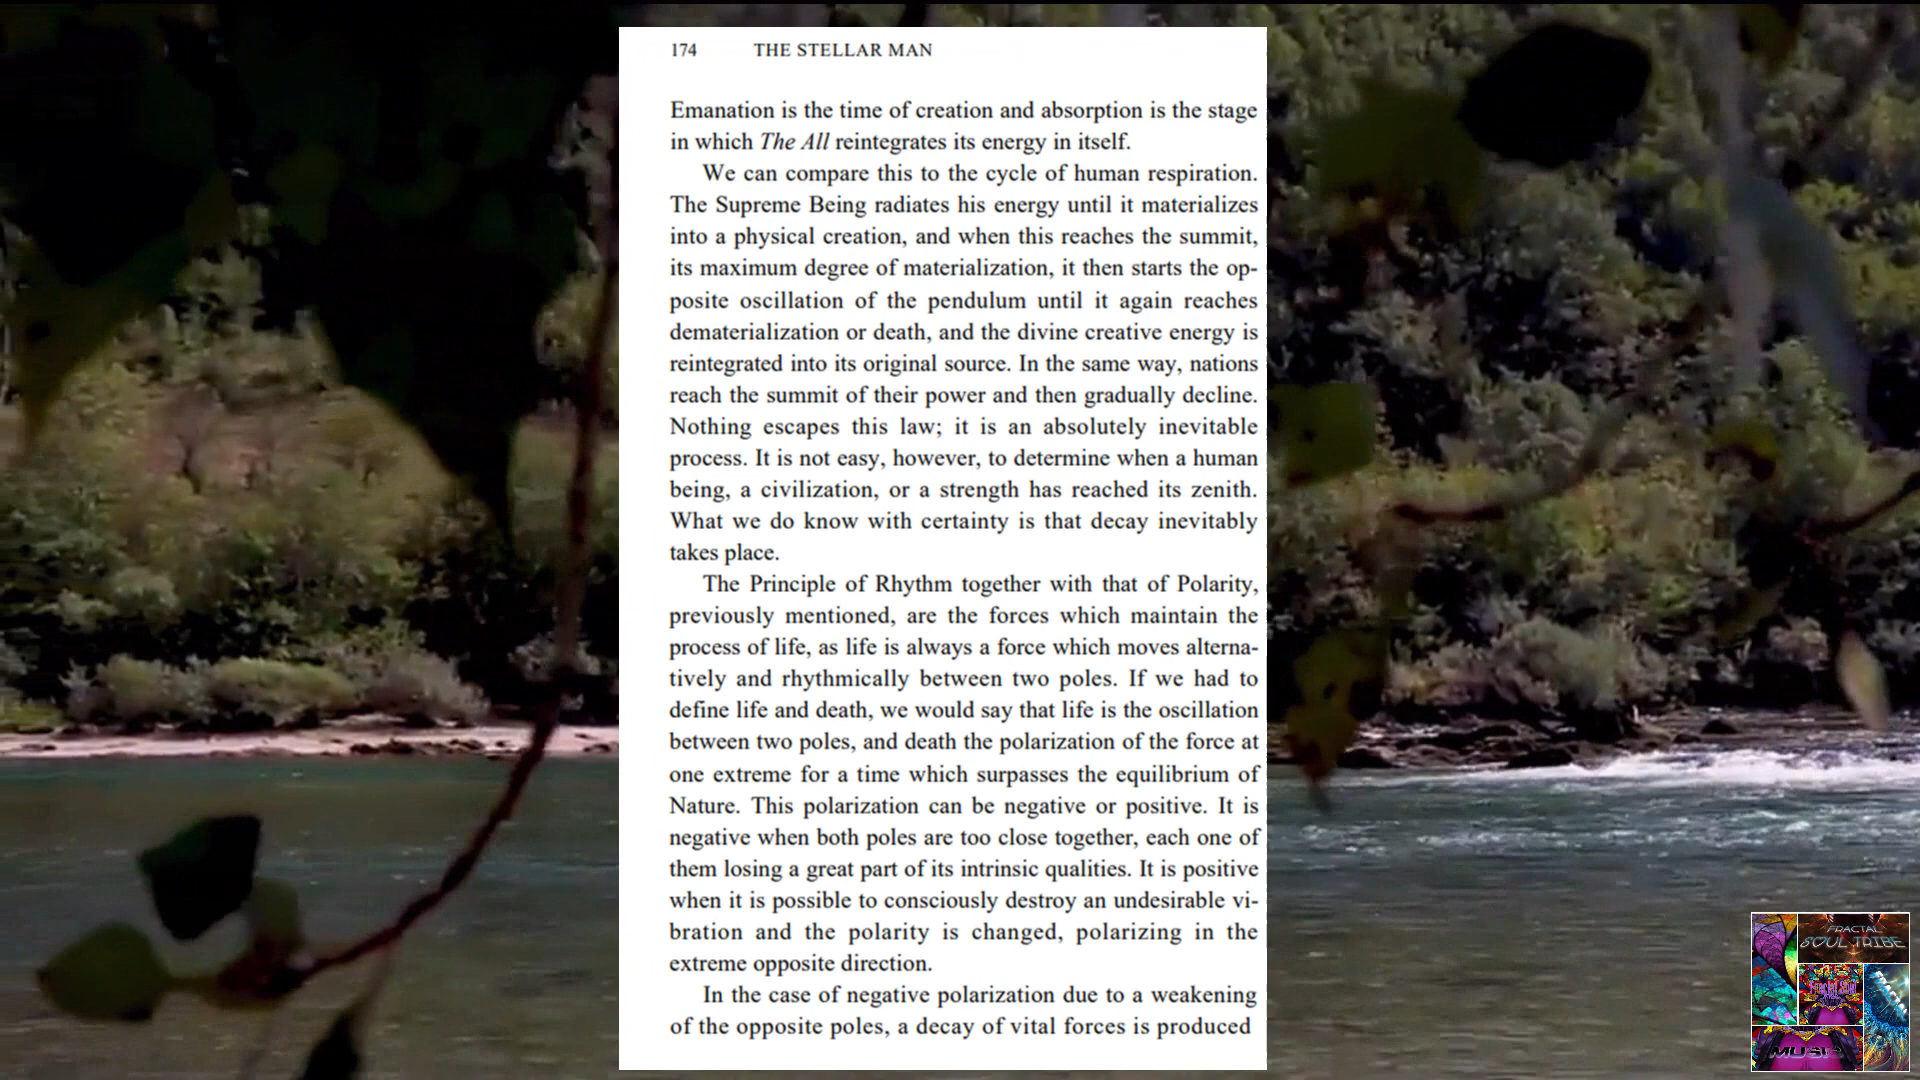 174 THE STELLAR MAN
Emanation is the time of creation and absorption is the stage
in which The All reintegrates its energy in itself.
We can compare this to the cycle of human respiration.
The Supreme Being radiates his energy until it materializes
into a physical creation, and when this reaches the summit,
its maximum degree of materialization, it then starts the op-
posite oscillation of the pendulum until it again reaches
dematerialization or death, and the divine creative energy is
reintegrated into its original source. In the same way, nations
reach the summit of their power and then gradually decline.
Nothing escapes this law; it is an absolutely inevitable
process. It is not easy, however, to determine when a human
being, a civilization, or a strength has reached its zenith.
What we do know with certainty is that decay inevitably
takes place.
The Principle of Rhythm together with that of Polarity,
previously mentioned, are the forces which maintain the
process of life, as life is always a force which moves alterna-
tively and rhythmically between two poles. If we had to
define life and death, we would say that life is the oscillation
between two poles, and death the polarization of the force at
one extreme for a time which surpasses the equilibrium of
Nature. This polarization can be negative or positive. It is
negative when both poles are too close together, each one of
them losing a great part of its intrinsic qualities. It is positive
when it is possible to consciously destroy an undesirable vi-
bration and the polarity is changed, polarizing in the
extreme opposite direction.
In the case of negative polarization due to a weakening
of the opposite poles, a decay of vital forces is produced
FRACTAL
SOUL TRIBE
Fractal Soul
MUSIC